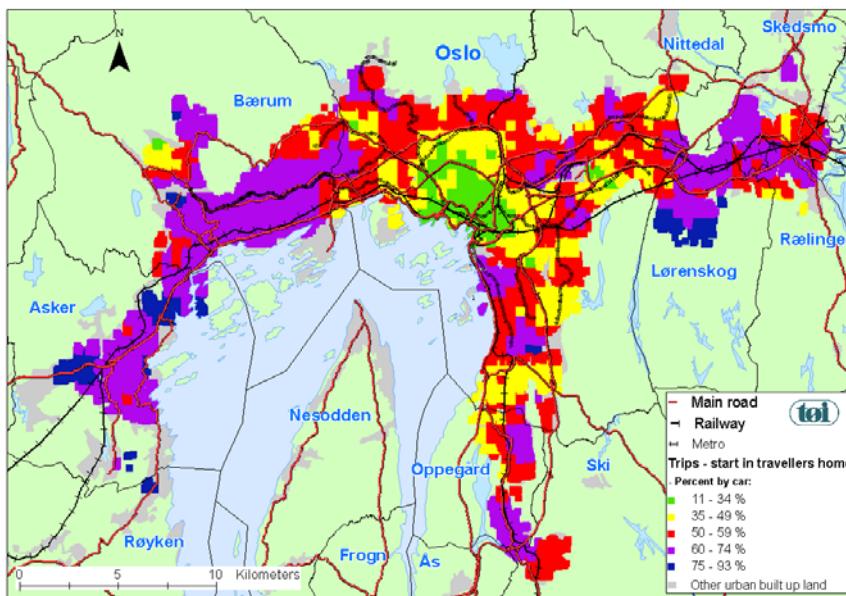 Skedsmo
N
Oslo
Nittedal
Bærum
Rælinge
Lørenskog
Asker
Nesodden
Oppegård
Ski
Røyken
Frogn
Ås
0 5 10 Kilometers
Main road
tøi
Railway
Metro
Trips - start in travellers home
- Percent by car:
11 - 34 %
35 - 49 %
50 - 59 %
60 - 74 %
75 - 93 %
Other urban built up land